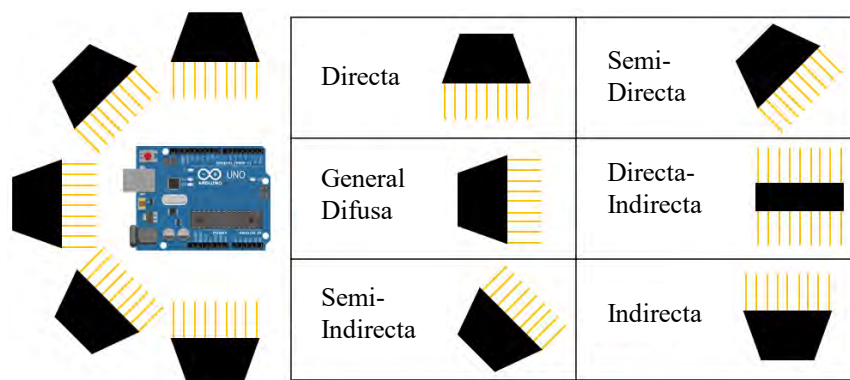 Directa
Semi-
Directa
UNO
ARDUINO
General
Difusa
Directa-
Indirecta
Semi-
Indirecta
Indirecta